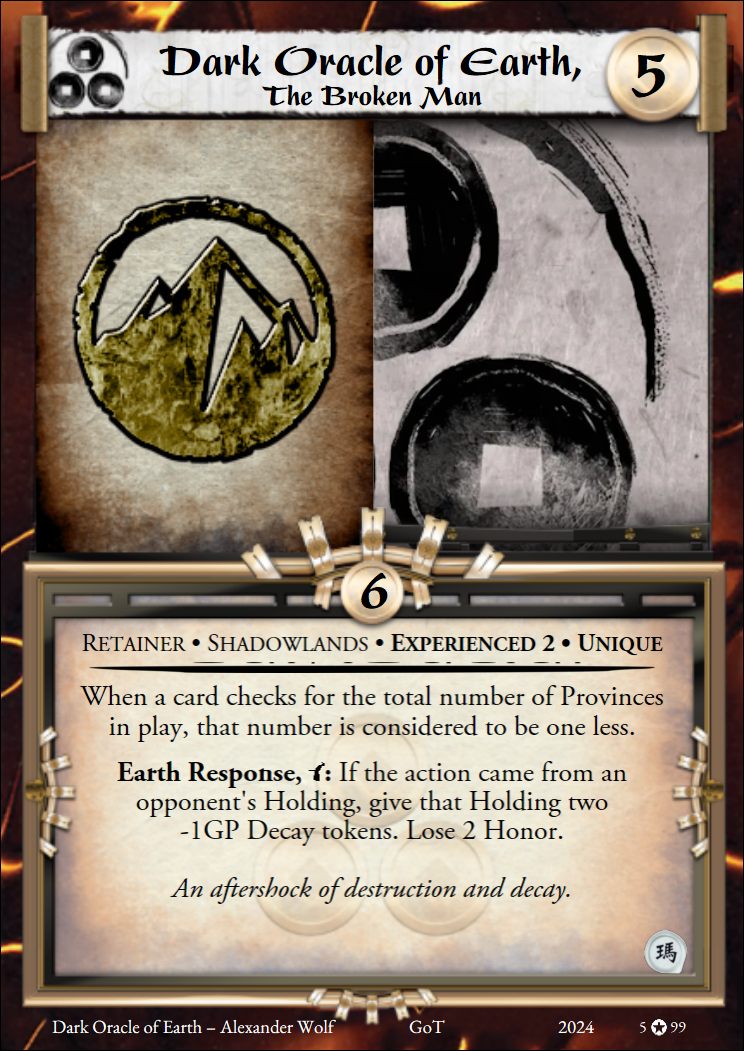 Dark Oracle of Earth,
The Broken Man
5
6
Retainer • Shadowlands • Experienced 2 • Unique
When a card checks for the total number of Provinces
in play, that number is considered to be one less.
Earth Response, : If the action came from an
opponent's Holding, give that Holding two
-1GP Decay tokens. Lose 2 Honor.
An aftershock of destruction and decay.
瑪
Dark Oracle of Earth – Alexander Wolf GoT 2024 5 ✪ 99